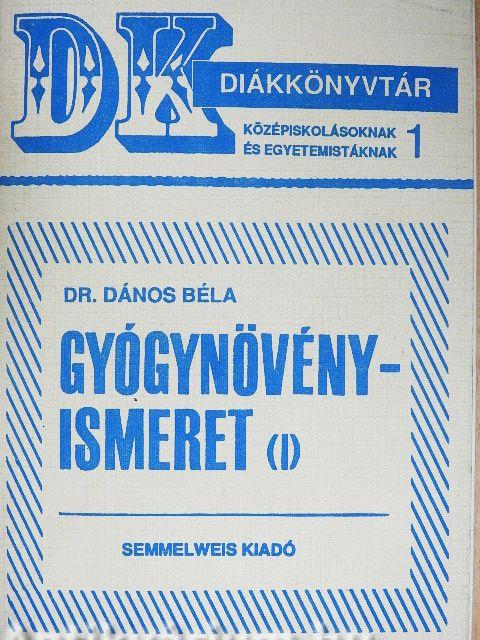 DK
DIÁKKÖNYVTÁR
KÖZÉPISKOLÁSOKNAK
ÉS EGYETEMISTÁKNAK 1
DR. DÁNOS BÉLA
GYÓGYNÖVÉNY-
ISMERET (I)
SEMMELWEIS KIADÓ